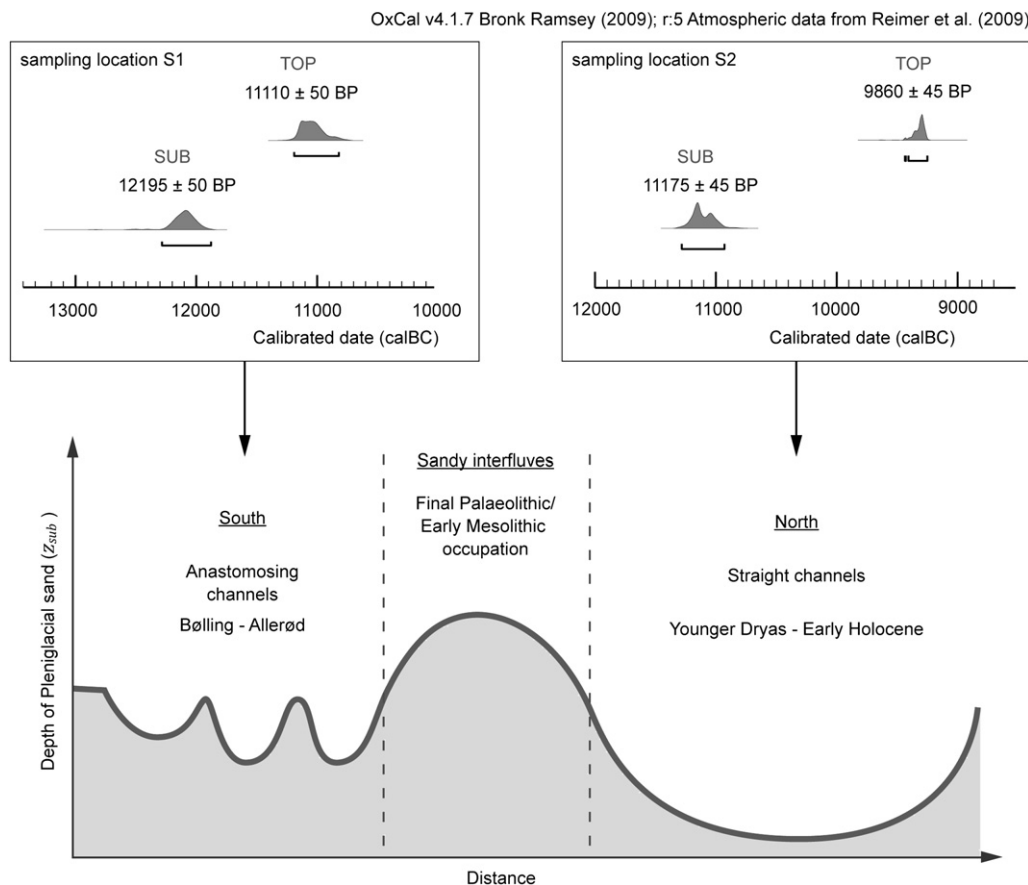 OxCal v4.1.7 Bronk Ramsey (2009); r:5 Atmospheric data from Reimer et al. (2009)
sampling location S1
TOP
11110 ± 50 BP
SUB
12195 ± 50 BP
13000 12000 11000 10000
Calibrated date (calBC)
sampling location S2
TOP
9860 ± 45 BP
SUB
11175 ± 45 BP
12000 11000 10000 9000
Calibrated date (calBC)
Depth of Pleniglacial sand (Zsub)
South
Anastomosing
channels
Bølling - Allerød
Sandy interfluves
Final Palaeolithic/
Early Mesolithic
occupation
North
Straight channels
Younger Dryas - Early Holocene
Distance